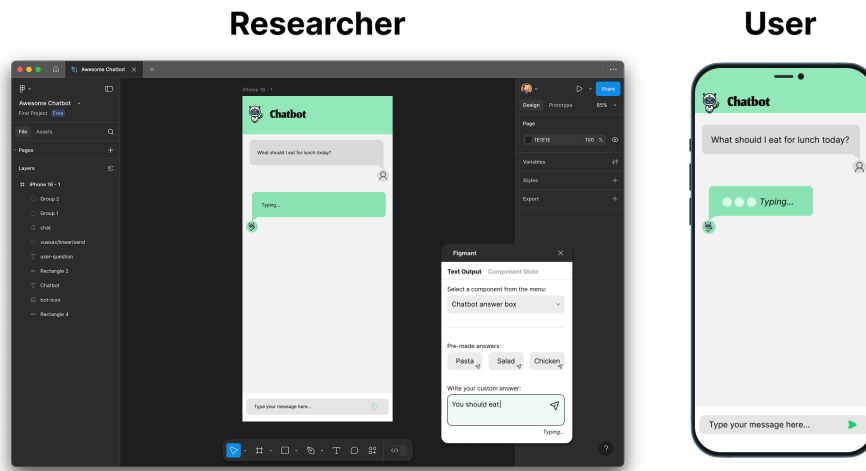 Researcher
User
Awesome Chatbot
Share
Awesome Chatbot
First Project Free
File Assets
Pages
Layers
iPhone 16 - 1
Group 2
Group 1
chat
vuesax/linear/send
user-question
Rectangle 2
Chatbot
bot-icon
Rectangle 4
iPhone 16 - 1
Chatbot
What should I eat for lunch today?
Typing...
Type your message here...
Design Prototype 85%
Page
1E1E1E 100 %
Variables
Styles
Export
Figmant
Text Output Component State
Select a component from the menu:
Chatbot answer box
Pre-made answers:
Pasta Salad Chicken
Write your custom answer:
You should eat
Typing...
?
Chatbot
What should I eat for lunch today?
Typing...
Type your message here...